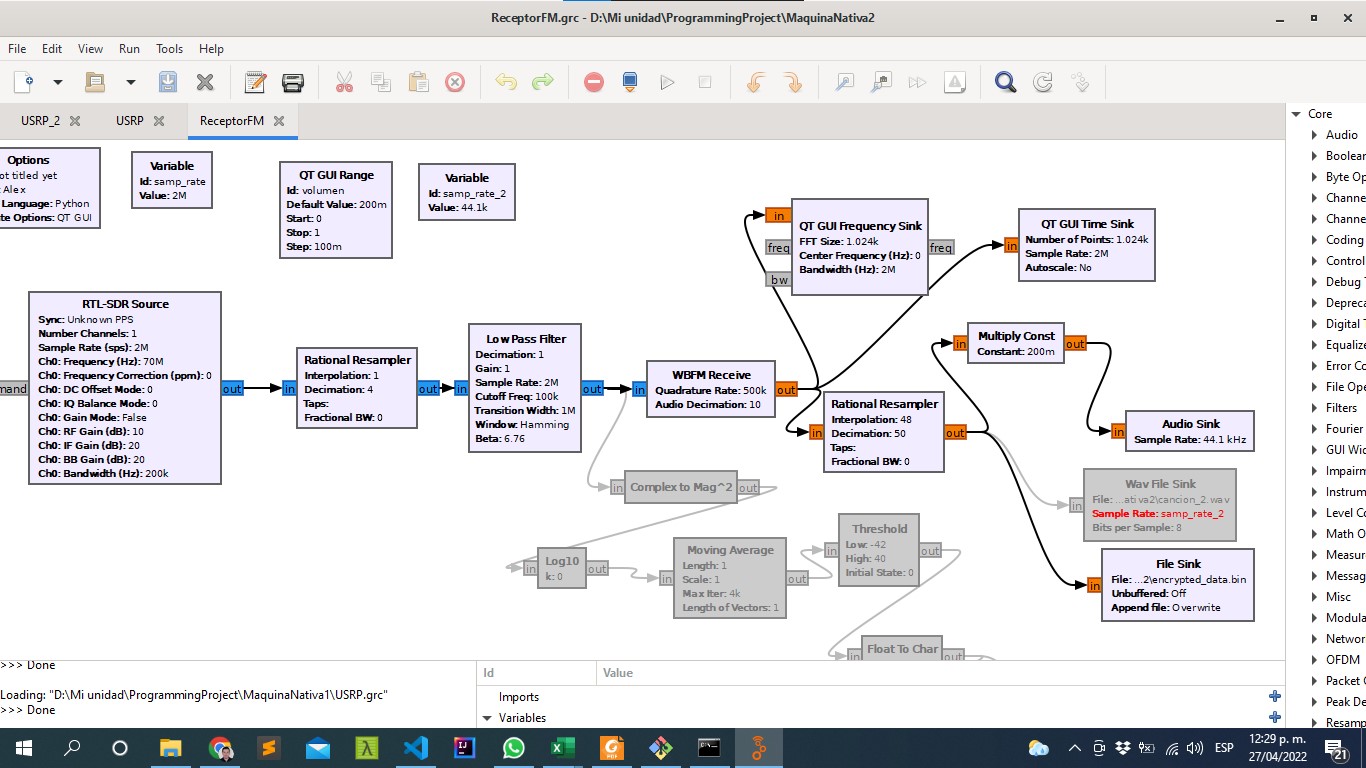 ReceptorFM.grc - D:\Mi unidad\ProgrammingProject\MaquinaNativa2
File Edit View Run Tools Help
USRP_2 USRP ReceptorFM
Options
ot titled yet
Alex
Language: Python
te Options: QT GUI
Variable
Id: samp_rate
Value: 2M
QT GUI Range
Id: volumen
Default Value: 200m
Start: 0
Stop: 1
Step: 100m
Variable
Id: samp_rate_2
Value: 44.1k
in
freq
bw
QT GUI Frequency Sink
FFT Size: 1.024k
Center Frequency (Hz): 0
Bandwidth (Hz): 2M
freq
in
QT GUI Time Sink
Number of Points: 1.024k
Sample Rate: 2M
Autoscale: No
mand
RTL-SDR Source
Sync: Unknown PPS
Number Channels: 1
Sample Rate (sps): 2M
Ch0: Frequency (Hz): 70M
Ch0: Frequency Correction (ppm): 0
Ch0: DC Offset Mode: 0
Ch0: IQ Balance Mode: 0
Ch0: Gain Mode: False
Ch0: RF Gain (dB): 10
Ch0: IF Gain (dB): 20
Ch0: BB Gain (dB): 20
Ch0: Bandwidth (Hz): 200k
out
in
Rational Resampler
Interpolation: 1
Decimation: 4
Taps:
Fractional BW: 0
out
in
Low Pass Filter
Decimation: 1
Gain: 1
Sample Rate: 2M
Cutoff Freq: 100k
Transition Width: 1M
Window: Hamming
Beta: 6.76
out
in
WBFM Receive
Quadrature Rate: 500k
Audio Decimation: 10
out
in
Rational Resampler
Interpolation: 48
Decimation: 50
Taps:
Fractional BW: 0
out
in
Multiply Const
Constant: 200m
out
in
Audio Sink
Sample Rate: 44.1 kHz
in
Wav File Sink
File: ...ativa2\cancion_2.wav
Sample Rate: samp_rate_2
Bits per Sample: 8
in
File Sink
File: ...2\encrypted_data.bin
Unbuffered: Off
Append file: Overwrite
in
Complex to Mag^2
out
in
Log10
k: 0
out
in
Moving Average
Length: 1
Scale: 1
Max Iter: 4k
Length of Vectors: 1
out
in
Threshold
Low: -42
High: 40
Initial State: 0
out
in
Float To Char
out
Core
Audio
Boolean
Byte Op
Channe
Channe
Coding
Control
Debug T
Depreca
Digital T
Equalize
Error Co
File Ope
Filters
Fourier
GUI Wid
Impairm
Instrum
Level Co
Math O
Measur
Messag
Misc
Modula
Networ
OFDM
Packet O
Peak De
Resamp
>>> Done
Loading: "D:\Mi unidad\ProgrammingProject\MaquinaNativa1\USRP.grc"
>>> Done
Id Value
Imports
Variables
ESP
12:29 p. m.
27/04/2022
21